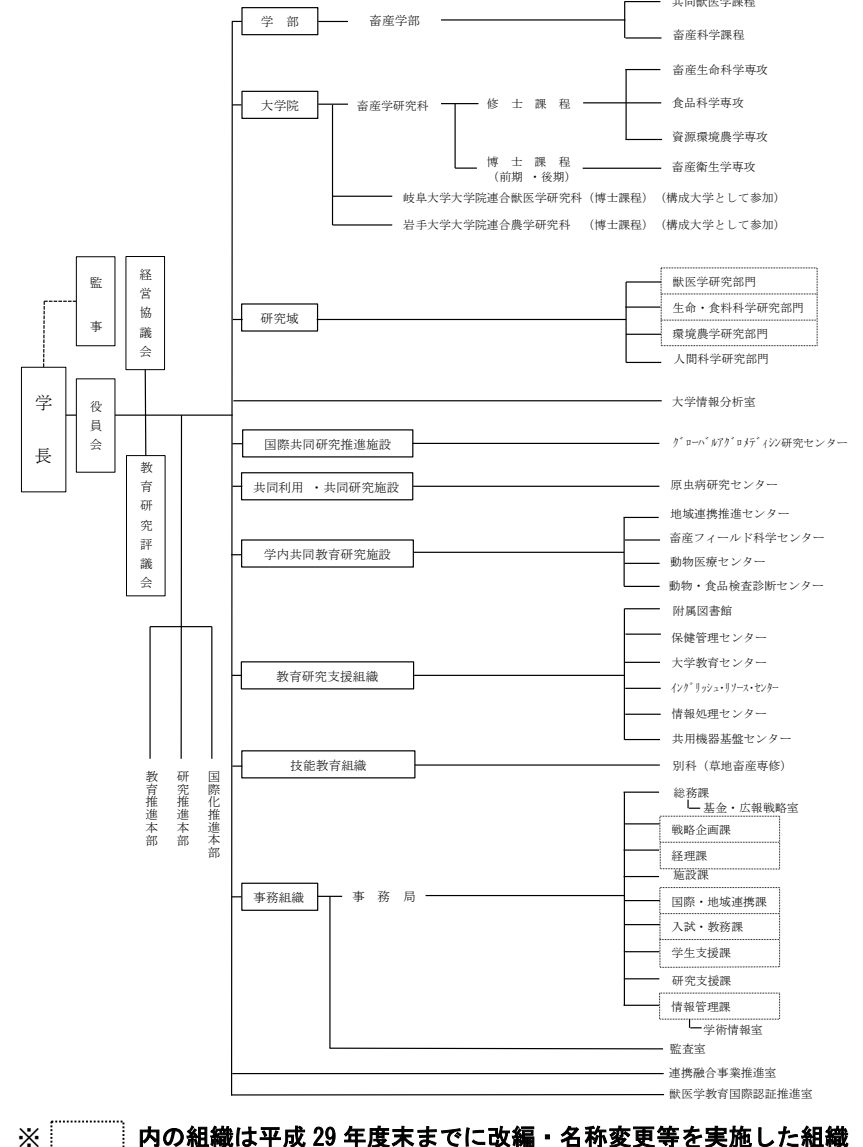 共同獣医学課程
学 部
畜産学部
畜産科学課程
大学院
畜産学研究科
修 士 課 程
畜産生命科学専攻
食品科学専攻
資源環境農学専攻
博 士 課 程
(前期 ・後期)
畜産衛生学専攻
岐阜大学大学院連合獣医学研究科(博士課程)(構成大学として参加)
岩手大学大学院連合農学研究科 (博士課程)(構成大学として参加)
監 事
経営協議会
学 長
役員会
教育研究評議会
研究域
獣医学研究部門
生命・食料科学研究部門
環境農学研究部門
人間科学研究部門
大学情報分析室
国際共同研究推進施設
グローバルアグロメディシン研究センター
共同利用 ・共同研究施設
原虫病研究センター
学内共同教育研究施設
地域連携推進センター
畜産フィールド科学センター
動物医療センター
動物・食品検査診断センター
教育研究支援組織
附属図書館
保健管理センター
大学教育センター
イングリッシュ・リソース・センター
情報処理センター
共用機器基盤センター
教育推進本部
研究推進本部
国際化推進本部
技能教育組織
別科(草地畜産専修)
事務組織
事 務 局
総務課
基金・広報戦略室
戦略企画課
経理課
施設課
国際・地域連携課
入試・教務課
学生支援課
研究支援課
情報管理課
学術情報室
監査室
連携融合事業推進室
獣医学教育国際認証推進室
※ 内の組織は平成 29 年度末までに改編・名称変更等を実施した組織